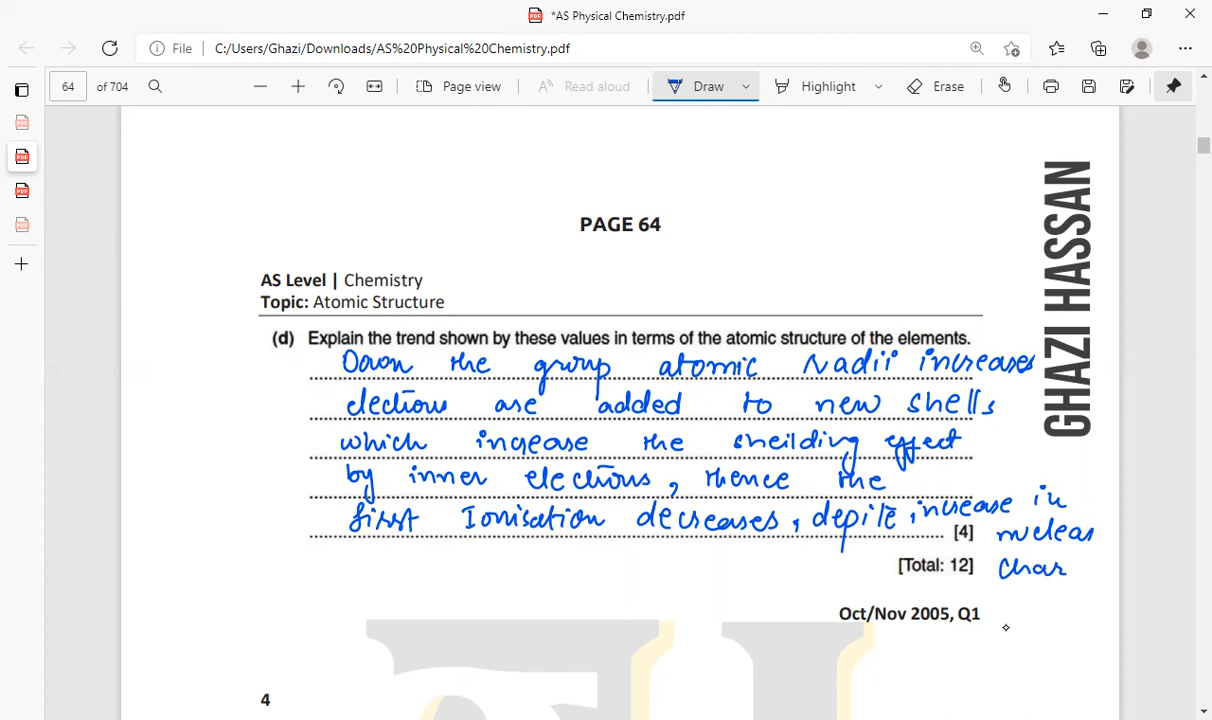 *AS Physical Chemistry.pdf
File | C:/Users/Ghazi/Downloads/AS%20Physical%20Chemistry.pdf
64 of 704 Page view Read aloud Draw Highlight Erase
PAGE 64
GHAZI HASSAN
AS Level | Chemistry
Topic: Atomic Structure
(d) Explain the trend shown by these values in terms of the atomic structure of the elements.
Down the group atomic radii increases
electrons are added to new shells
which increase the sheilding effect
by inner electrons, thence the
first Ionisation decreases, depite increase in
[4] nuclear
[Total: 12] char
Oct/Nov 2005, Q1
4